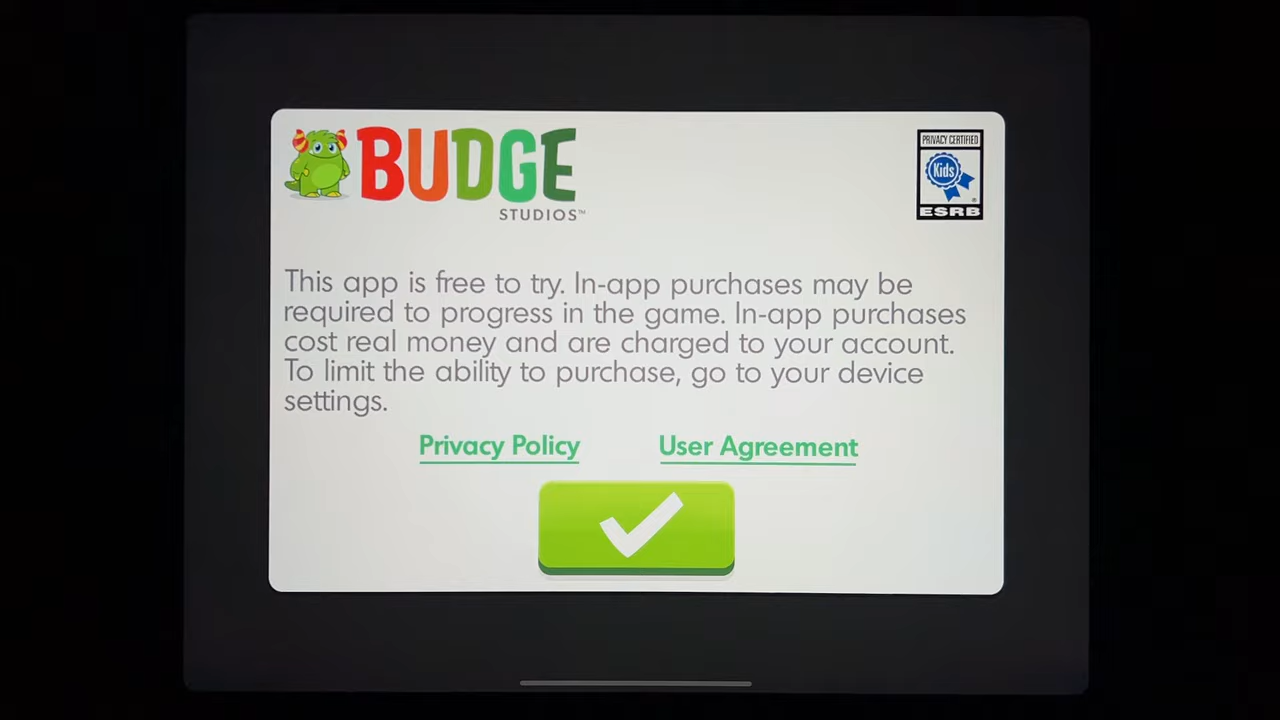 BUDGE
STUDIOS™
PRIVACY CERTIFIED
Kids
®
ESRB
This app is free to try. In-app purchases may be
required to progress in the game. In-app purchases
cost real money and are charged to your account.
To limit the ability to purchase, go to your device
settings.
Privacy Policy
User Agreement